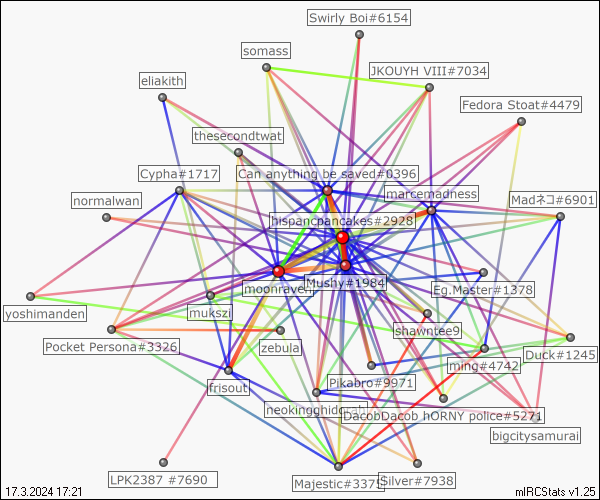 Swirly Boi#6154
somass
JKOUYH VIII#7034
eliakith
Fedora Stoat#4479
thesecondtwat
Cypha#1717
Can anything be saved#0396
marcemadness
normalwan
Madネコ#6901
hispancpancakes#2928
moonraven
Mushy#1984
Eg.Master#1378
yoshimanden
mukszi
shawntee9
Pocket Persona#3326
zebula
Duck#1245
frisout
Pikabro#9971
ming#4742
DacobDacob hORNY police#5271
bigcitysamurai
LPK2387 #7690
Majestic#3375
Silver#7938
17.3.2024 17:21
mIRCStats v1.25